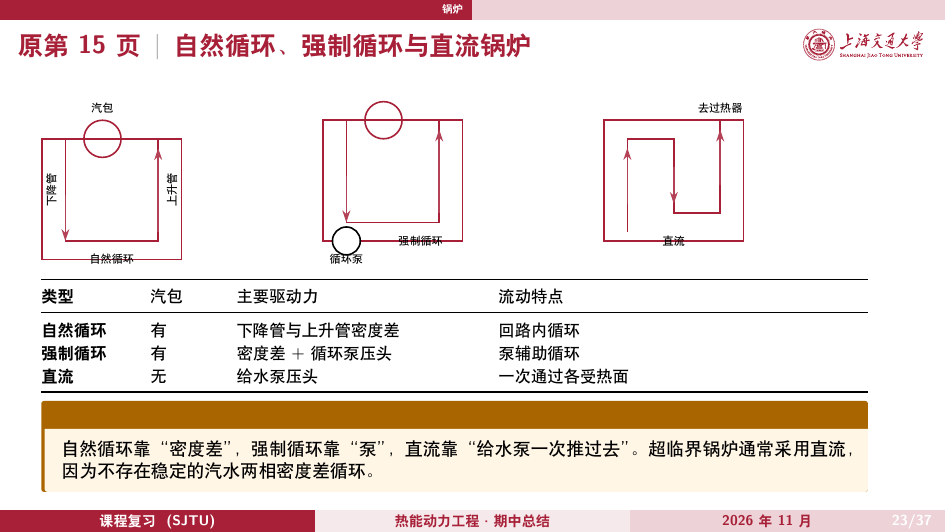 锅炉
原第 15 页 | 自然循环、强制循环与直流锅炉
上海交通大学
SHANGHAI JIAO TONG UNIVERSITY
汽包
下降管
上升管
自然循环
强制循环
循环泵
去过热器
直流
类型 汽包 主要驱动力 流动特点
自然循环 有 下降管与上升管密度差 回路内循环
强制循环 有 密度差 + 循环泵压头 泵辅助循环
直流 无 给水泵压头 一次通过各受热面
自然循环靠“密度差”，强制循环靠“泵”，直流靠“给水泵一次推过去”。超临界锅炉通常采用直流，
因为不存在稳定的汽水两相密度差循环。
课程复习 (SJTU)
热能动力工程 · 期中总结
2026 年 11 月
23/37